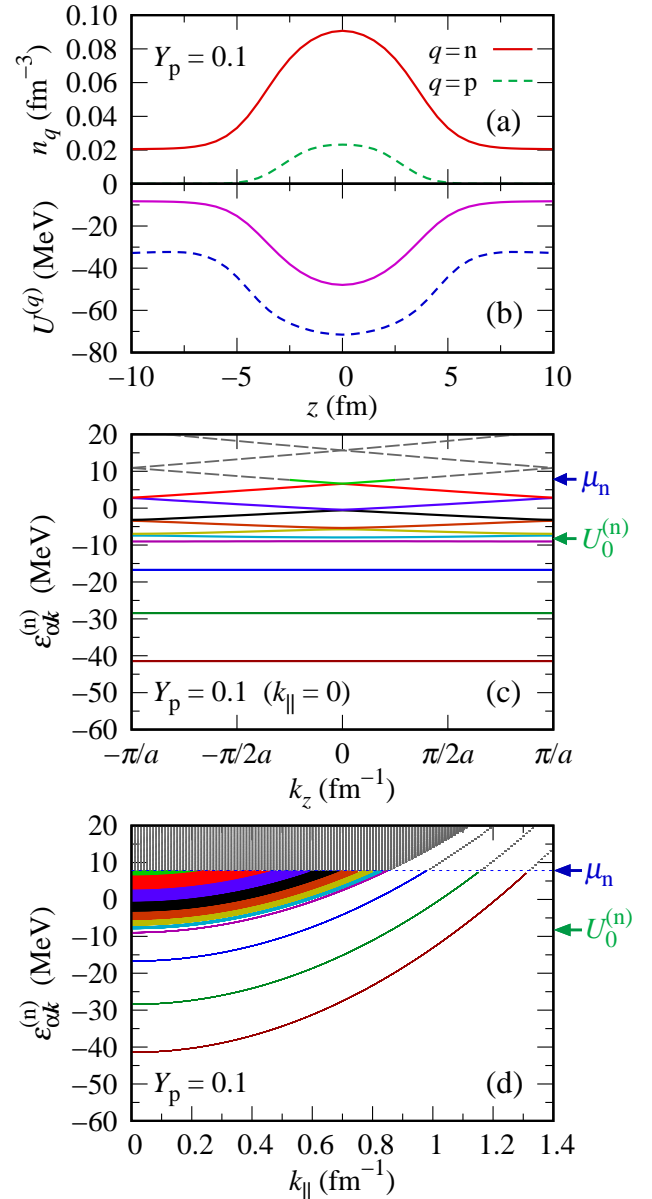 0.10
0.08
0.06
0.04
0.02
0
n_q (fm⁻³)
Y_p = 0.1
q = n
q = p
(a)
−20
−40
−60
−80
U^(q) (MeV)
(b)
−10
−5
0
5
10
z (fm)
20
10
0
−10
−20
−30
−40
−50
−60
ε_αk^(n) (MeV)
μ_n
U_0^(n)
Y_p = 0.1 (k_|| = 0)
(c)
−π/a
−π/2a
0
π/2a
π/a
k_z (fm⁻¹)
20
10
0
−10
−20
−30
−40
−50
−60
ε_αk^(n) (MeV)
μ_n
U_0^(n)
Y_p = 0.1
(d)
0
0.2
0.4
0.6
0.8
1
1.2
1.4
k_|| (fm⁻¹)